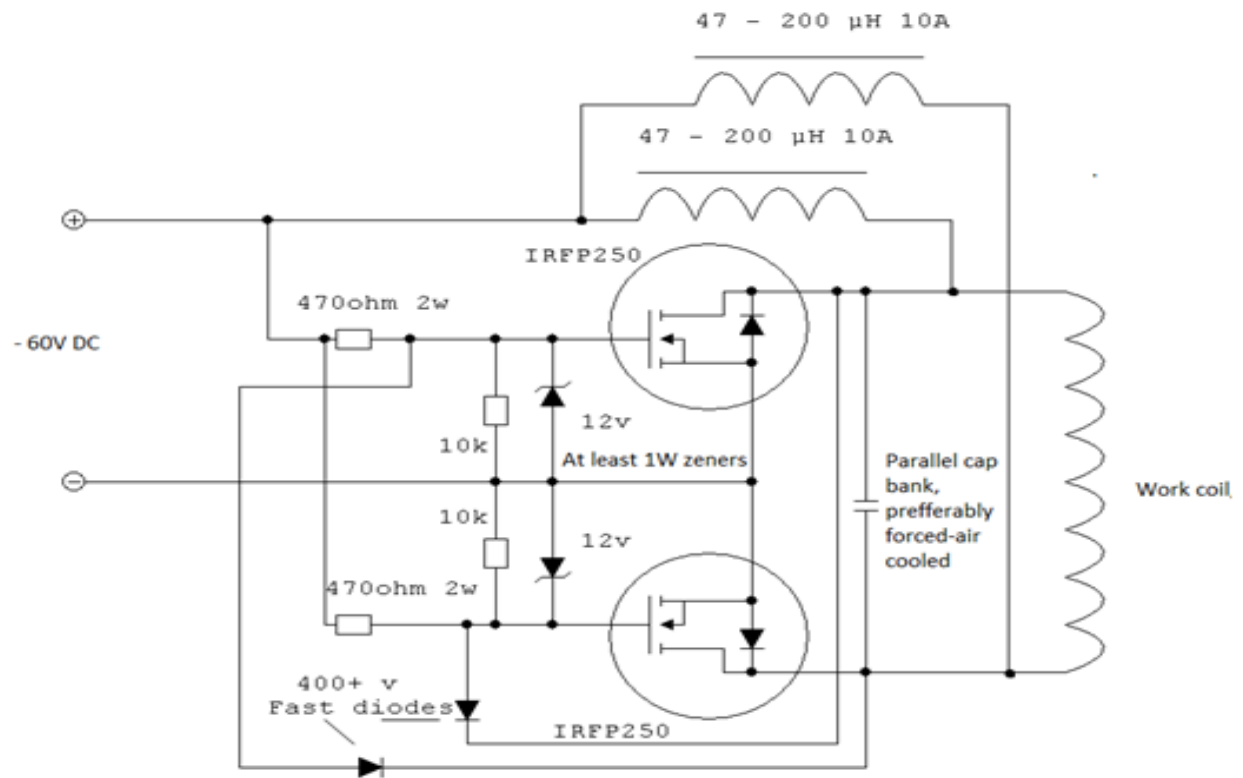 47 - 200 µH 10A
47 - 200 µH 10A
+
IRFP250
470ohm 2w
- 60V DC
12v
10k
At least 1W zeners
Parallel cap
bank,
prefferably
forced-air
cooled
Work coil
-
10k
12v
470ohm 2w
400+ v
Fast diodes
IRFP250